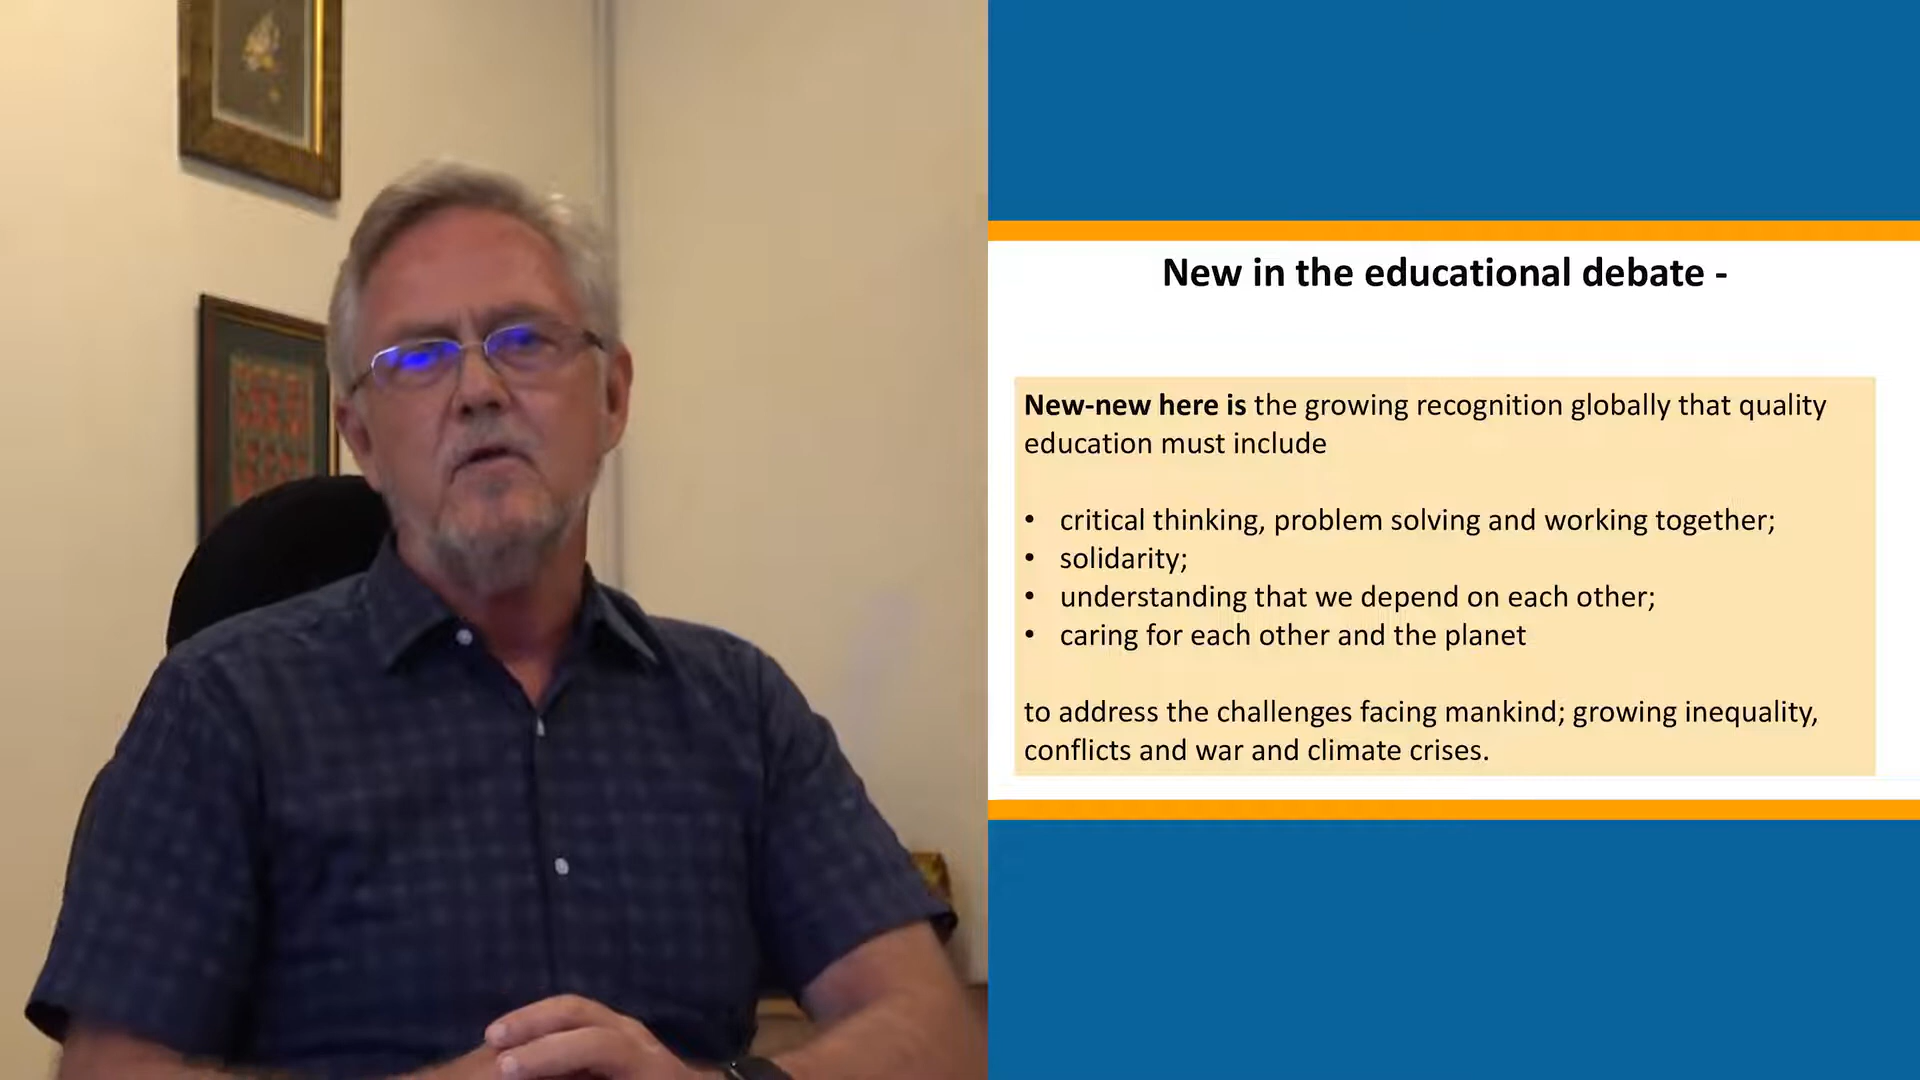 New in the educational debate -
New-new here is the growing recognition globally that quality
education must include
• critical thinking, problem solving and working together;
• solidarity;
• understanding that we depend on each other;
• caring for each other and the planet
to address the challenges facing mankind; growing inequality,
conflicts and war and climate crises.